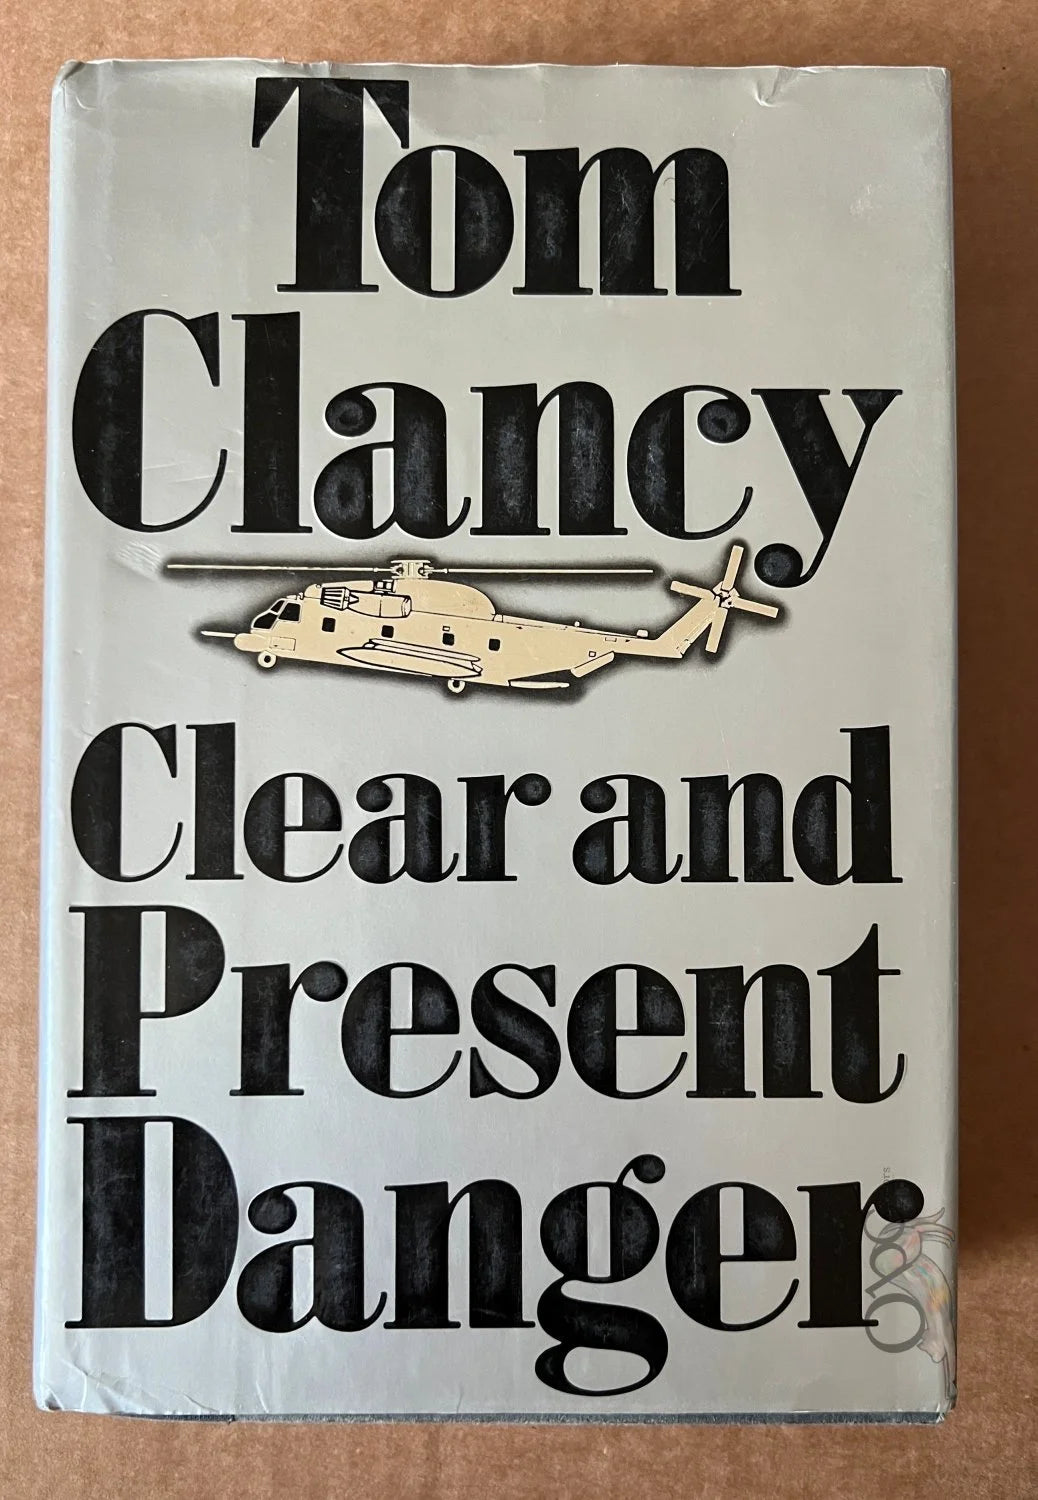 Tom
Clancy
Clear and
Present
Danger